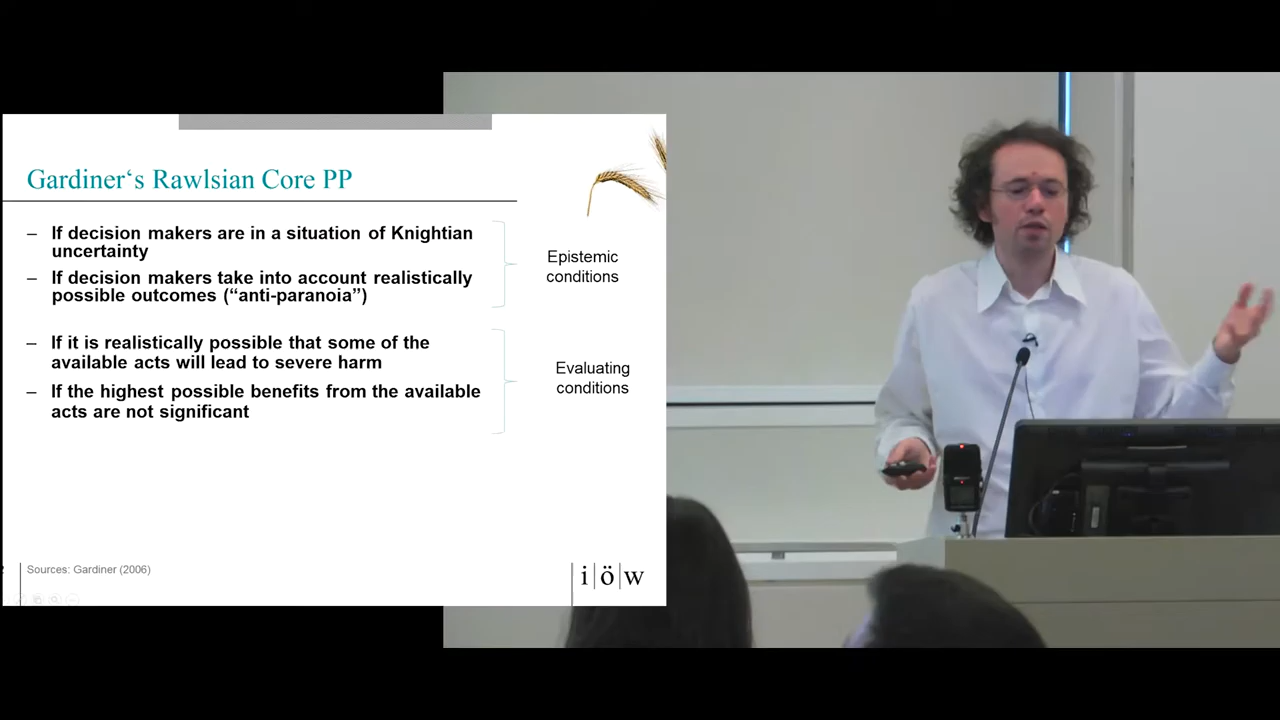 Gardiner‘s Rawlsian Core PP
– If decision makers are in a situation of Knightian
uncertainty
– If decision makers take into account realistically
possible outcomes (“anti-paranoia”)
Epistemic
conditions
– If it is realistically possible that some of the
available acts will lead to severe harm
– If the highest possible benefits from the available
acts are not significant
Evaluating
conditions
Sources: Gardiner (2006)
i|ö|w